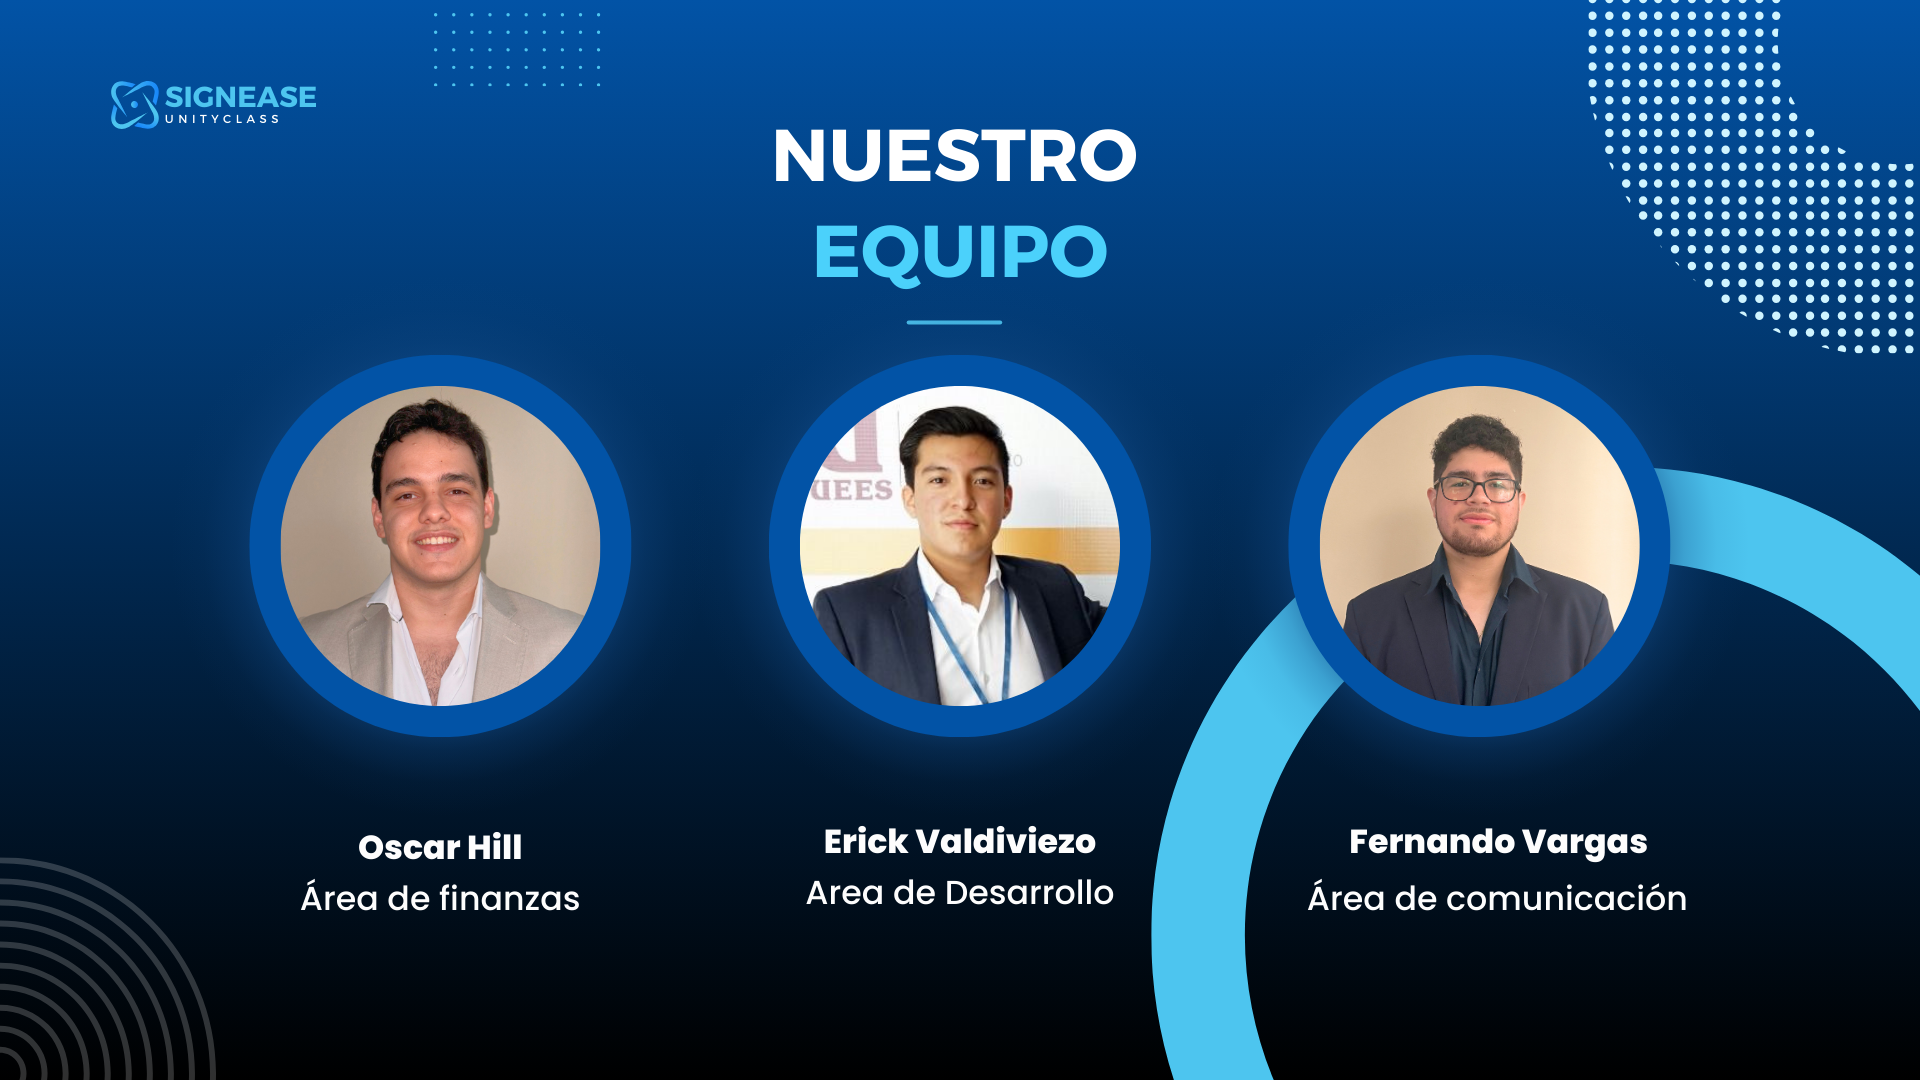 SIGNEASE
UNITYCLASS
NUESTRO
EQUIPO
UEES
Oscar Hill
Área de finanzas
Erick Valdiviezo
Area de Desarrollo
Fernando Vargas
Área de comunicación